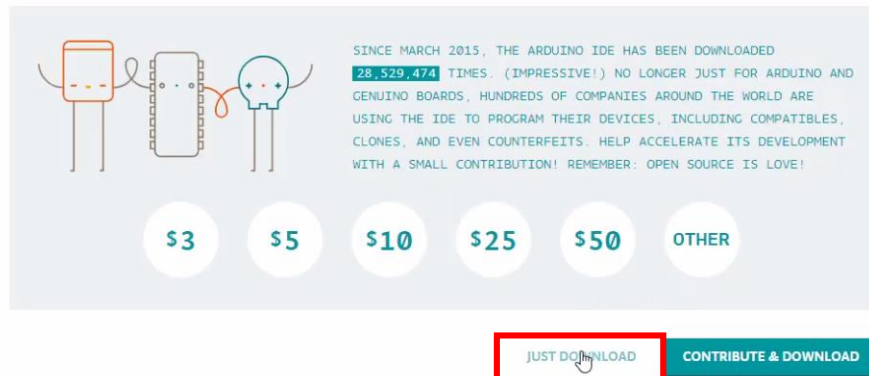 SINCE MARCH 2015, THE ARDUINO IDE HAS BEEN DOWNLOADED
28,529,474 TIMES. (IMPRESSIVE!) NO LONGER JUST FOR ARDUINO AND
GENUINO BOARDS, HUNDREDS OF COMPANIES AROUND THE WORLD ARE
USING THE IDE TO PROGRAM THEIR DEVICES, INCLUDING COMPATIBLES,
CLONES, AND EVEN COUNTERFEITS. HELP ACCELERATE ITS DEVELOPMENT
WITH A SMALL CONTRIBUTION! REMEMBER: OPEN SOURCE IS LOVE!
$3 $5 $10 $25 $50 OTHER
JUST DOWNLOAD CONTRIBUTE & DOWNLOAD